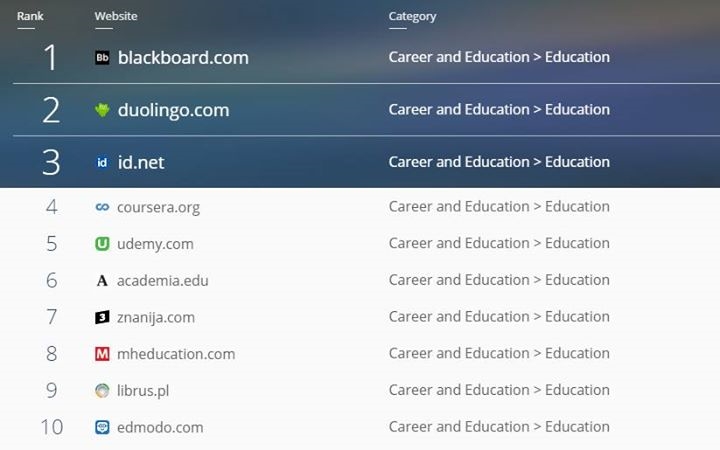 Rank Website Category
1 Bb blackboard.com Career and Education > Education
2 duolingo.com Career and Education > Education
3 id id.net Career and Education > Education
4 coursera.org Career and Education > Education
5 U udemy.com Career and Education > Education
6 A academia.edu Career and Education > Education
7 3 znanija.com Career and Education > Education
8 M mheducation.com Career and Education > Education
9 librus.pl Career and Education > Education
10 edmodo.com Career and Education > Education